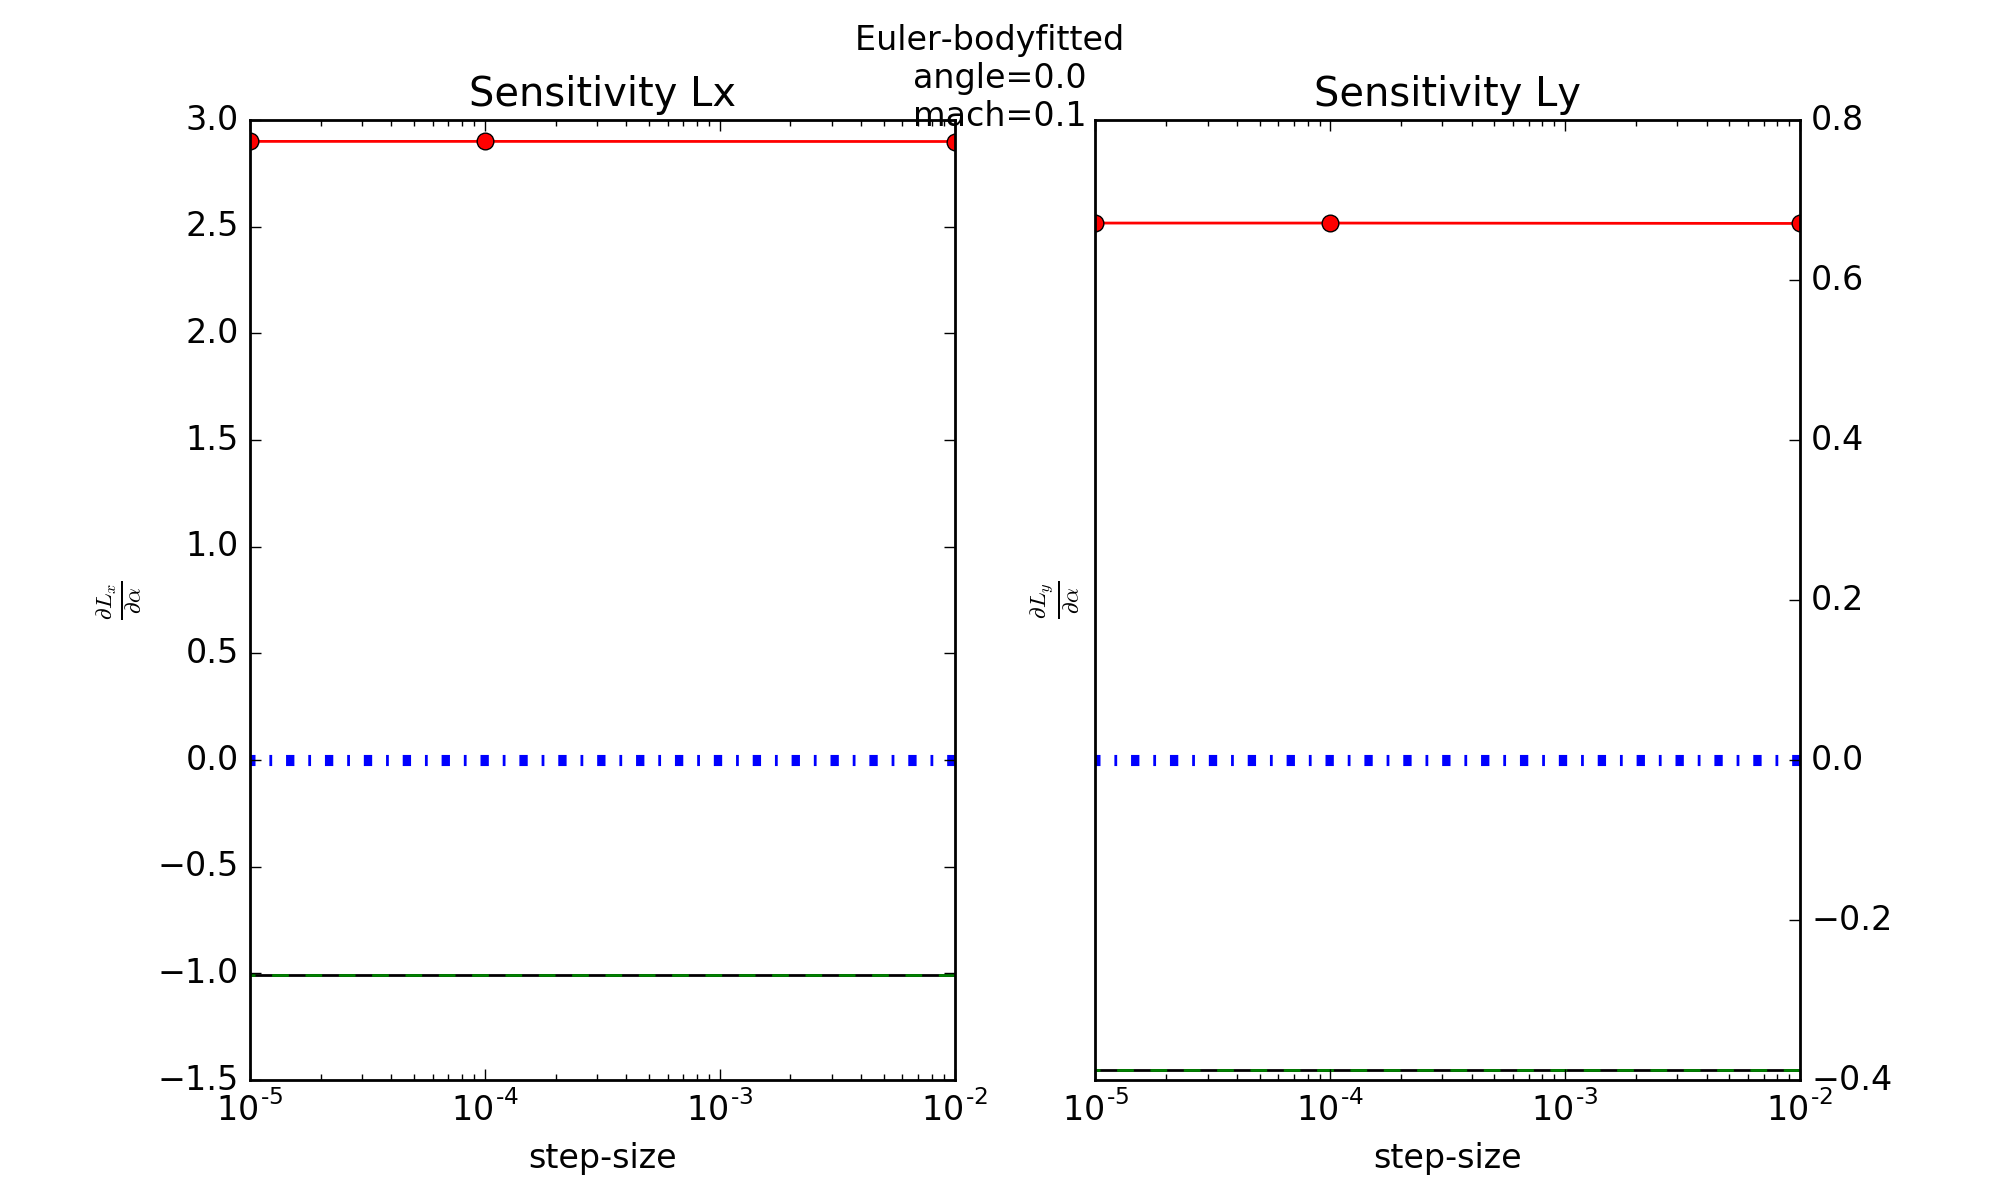 Euler-bodyfitted
angle=0.0
mach=0.1
Sensitivity Lx
3.0
2.5
2.0
1.5
1.0
0.5
0.0
−0.5
−1.0
−1.5
∂Lₓ/∂α
10⁻⁵ 10⁻⁴ 10⁻³ 10⁻²
step-size
Sensitivity Ly
∂L_y/∂α
0.8
0.6
0.4
0.2
0.0
−0.2
−0.4
10⁻⁵ 10⁻⁴ 10⁻³ 10⁻²
step-size